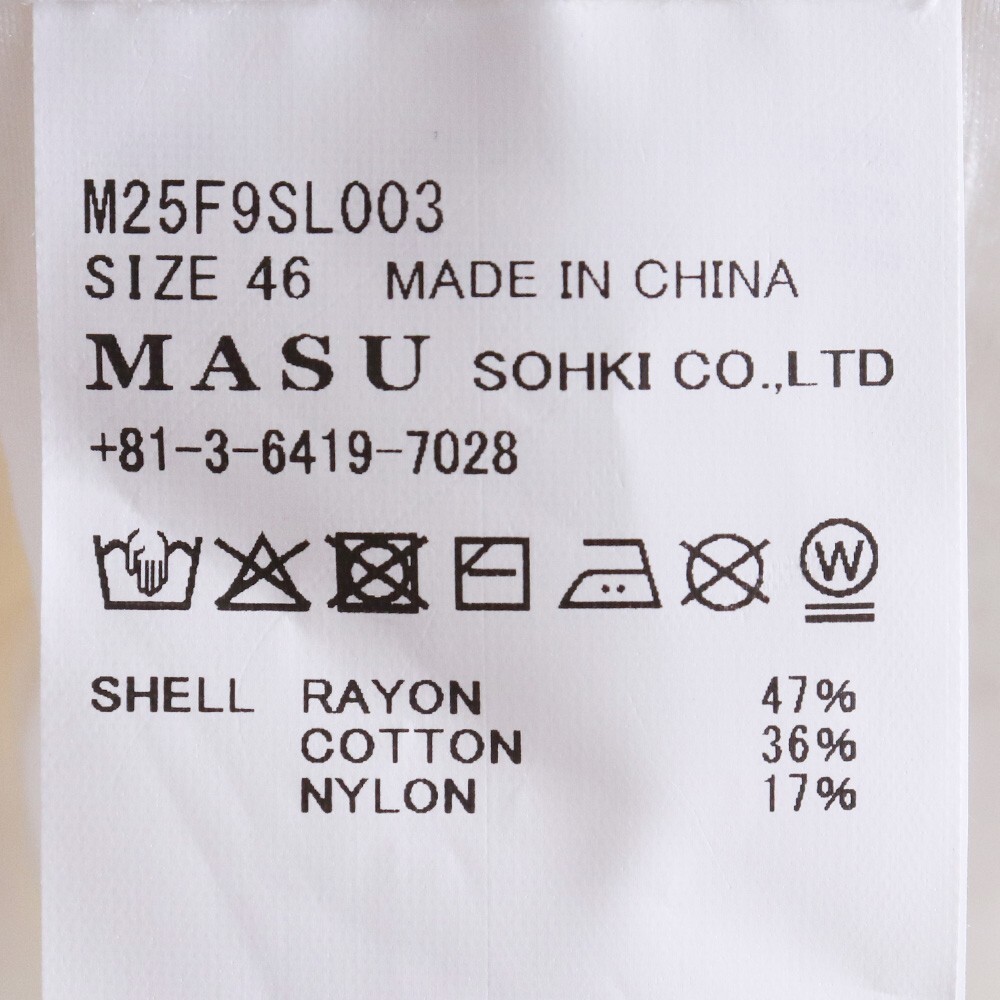 M25F9SL003
SIZE 46 MADE IN CHINA
MASU SOHKI CO.,LTD
+81-3-6419-7028
W
SHELL RAYON 47%
COTTON 36%
NYLON 17%